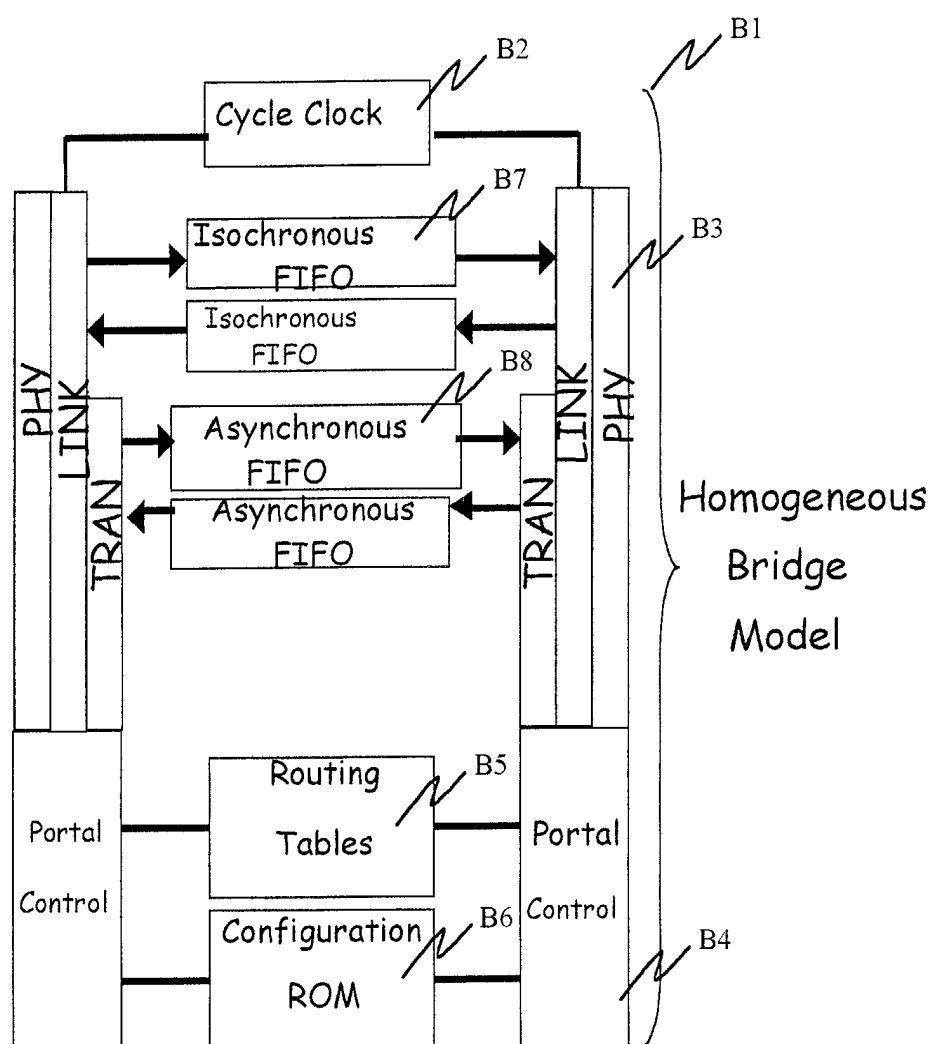 B1
B2
Cycle Clock
B7
Isochronous
FIFO
B3
Isochronous
FIFO
PHY
LINK
TRAN
B8
Asynchronous
FIFO
Asynchronous
FIFO
TRAN
LINK
PHY
Homogeneous
Bridge
Model
Routing
Tables
B5
Portal
Control
Portal
Control
Configuration
ROM
B6
B4